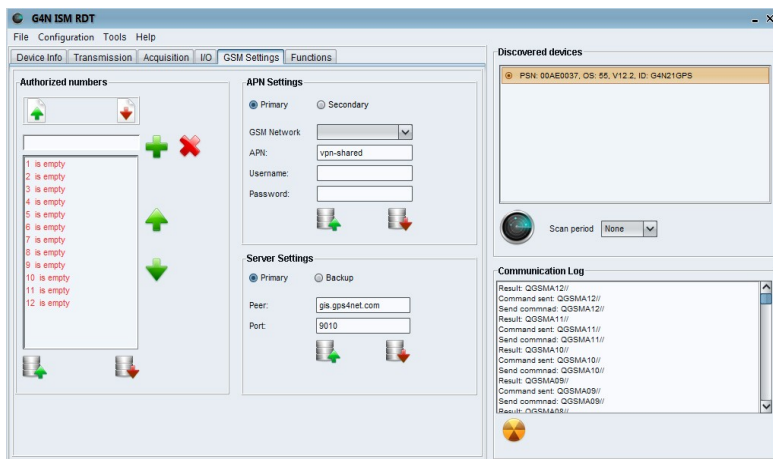 G4N ISM RDT
File Configuration Tools Help
Device Info Transmission Acquisition I/O GSM Settings Functions
Authorized numbers
1 is empty
2 is empty
3 is empty
4 is empty
5 is empty
6 is empty
7 is empty
8 is empty
9 is empty
10 is empty
11 is empty
12 is empty
APN Settings
Primary Secondary
GSM Network
APN: vpn-shared
Username:
Password:
Server Settings
Primary Backup
Peer: gis.gps4net.com
Port: 9010
Discovered devices
PSN: 00AE0037, OS: 55, V12.2, ID: G4N21GPS
Scan period None
Communication Log
Result: QGSMA12//
Command sent: QGSMA12//
Send commnad: QGSMA12//
Result: QGSMA11//
Command sent: QGSMA11//
Send commnad: QGSMA11//
Result: QGSMA10//
Command sent: QGSMA10//
Send commnad: QGSMA10//
Result: QGSMA09//
Command sent: QGSMA09//
Send commnad: QGSMA09//
Result: QGSMA08//